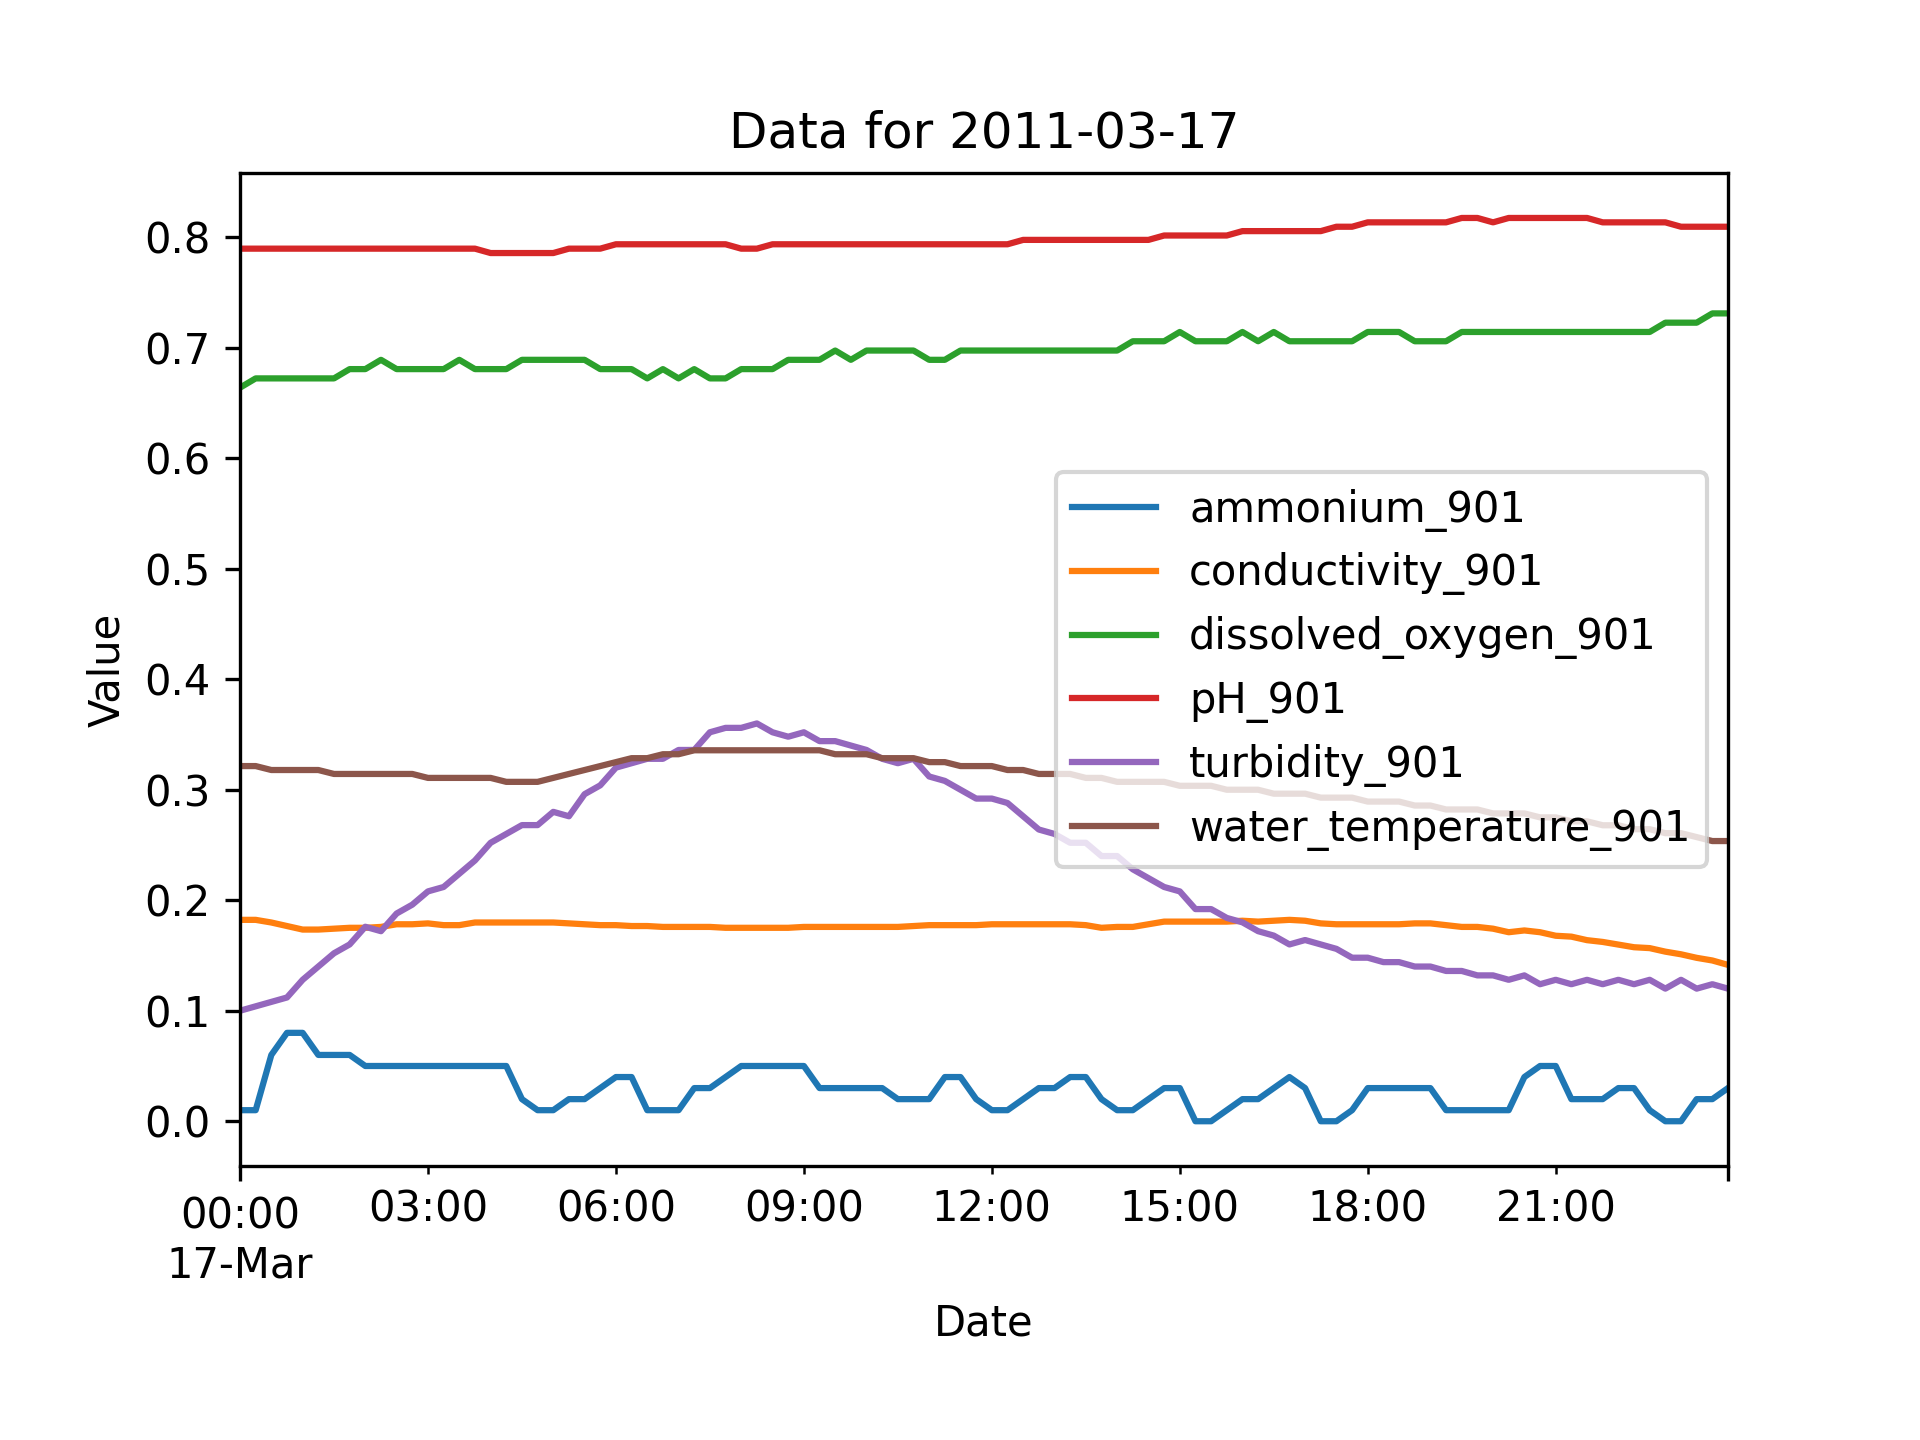 Data for 2011-03-17
Value
0.8
0.7
0.6
0.5
0.4
0.3
0.2
0.1
0.0
ammonium_901
conductivity_901
dissolved_oxygen_901
pH_901
turbidity_901
water_temperature_901
00:00 03:00 06:00 09:00 12:00 15:00 18:00 21:00
17-Mar
Date